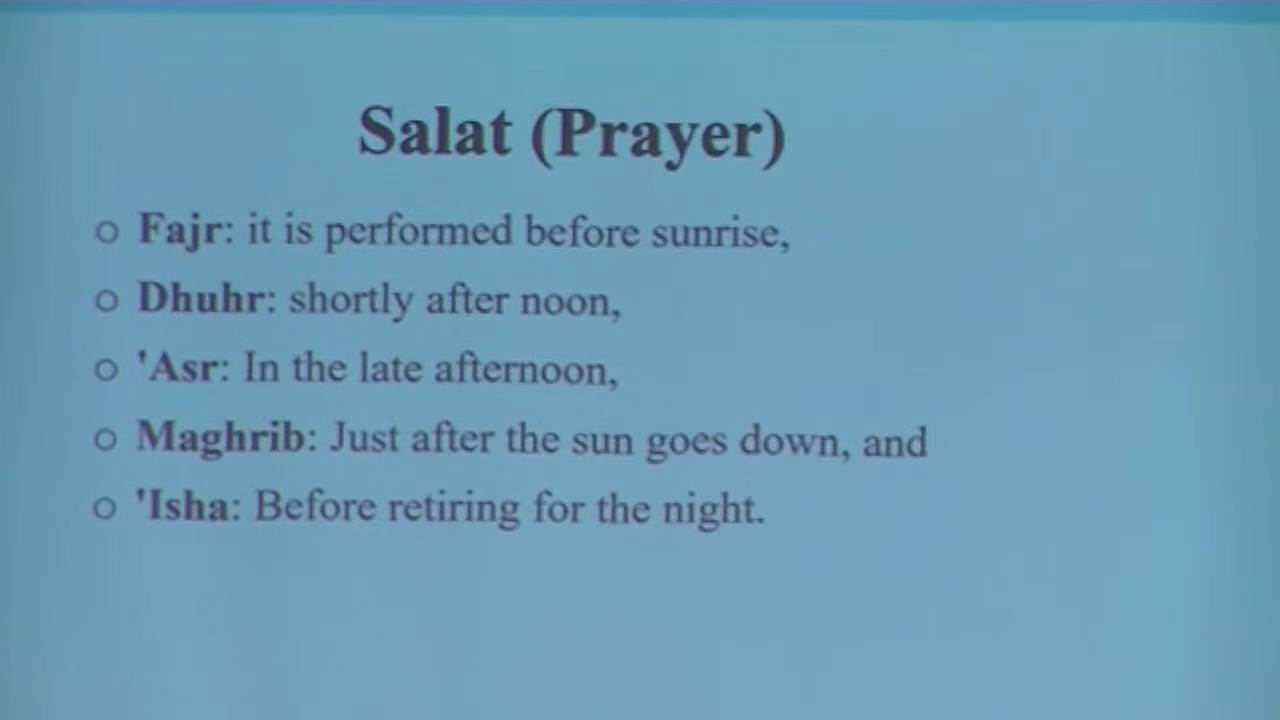 Salat (Prayer)
○ Fajr: it is performed before sunrise,
○ Dhuhr: shortly after noon,
○ 'Asr: In the late afternoon,
○ Maghrib: Just after the sun goes down, and
○ 'Isha: Before retiring for the night.